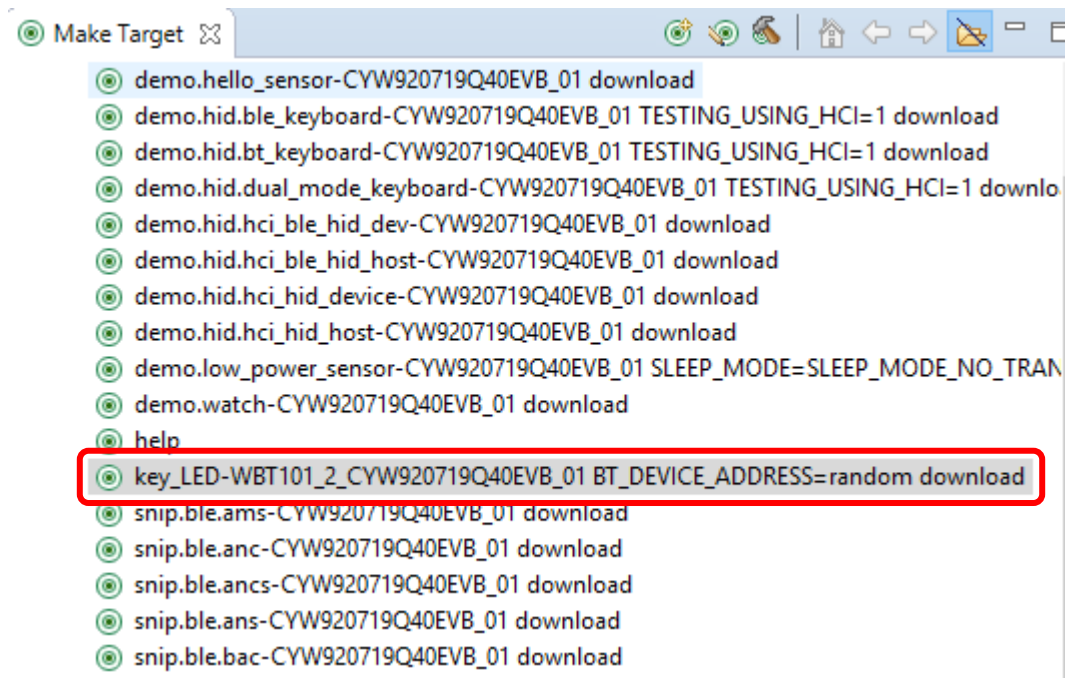 Make Target
demo.hello_sensor-CYW920719Q40EVB_01 download
demo.hid.ble_keyboard-CYW920719Q40EVB_01 TESTING_USING_HCI=1 download
demo.hid.bt_keyboard-CYW920719Q40EVB_01 TESTING_USING_HCI=1 download
demo.hid.dual_mode_keyboard-CYW920719Q40EVB_01 TESTING_USING_HCI=1 downlo
demo.hid.hci_ble_hid_dev-CYW920719Q40EVB_01 download
demo.hid.hci_ble_hid_host-CYW920719Q40EVB_01 download
demo.hid.hci_hid_device-CYW920719Q40EVB_01 download
demo.hid.hci_hid_host-CYW920719Q40EVB_01 download
demo.low_power_sensor-CYW920719Q40EVB_01 SLEEP_MODE=SLEEP_MODE_NO_TRAN
demo.watch-CYW920719Q40EVB_01 download
help
key_LED-WBT101_2_CYW920719Q40EVB_01 BT_DEVICE_ADDRESS=random download
snip.ble.ams-CYW920719Q40EVB_01 download
snip.ble.anc-CYW920719Q40EVB_01 download
snip.ble.ancs-CYW920719Q40EVB_01 download
snip.ble.ans-CYW920719Q40EVB_01 download
snip.ble.bac-CYW920719Q40EVB_01 download